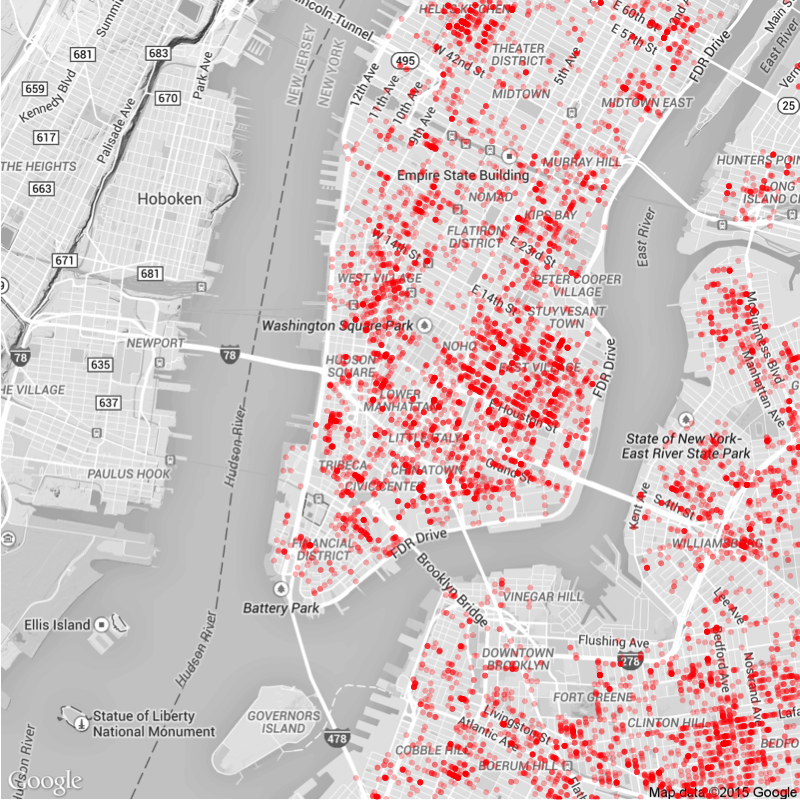 Lincoln Tunnel
HELL'S KITCHEN
E 60th St
2nd Ave
Main St
Summit
681
683
Park Ave
NEW JERSEY
NEW YORK
495
W 42nd St
THEATER
DISTRICT
5th Ave
E 57th St
FDR Drive
East River
659
Kennedy Blvd
670
12th Ave
11th Ave
10th Ave
9th Ave
MIDTOWN
MIDTOWN EAST
25
617
Palisade Ave
THE HEIGHTS
663
Hoboken
Empire State Building
MURRAY HILL
NOMAD
KIPS BAY
HUNTERS POINT
LONG
ISLAND CITY
W 14th St
FLATIRON
DISTRICT
E 23rd St
East River
671
681
WEST VILLAGE
PETER COOPER
VILLAGE
E 14th St
STUYVESANT
TOWN
Washington Square Park
NOHO
McGuinness Blvd
Manhattan Ave
78
NEWPORT
78
HUDSON
SQUARE
EAST VILLAGE
FDR Drive
635
HE VILLAGE
637
LOWER
MANHATTAN
E Houston St
Hudson River
LITTLE ITALY
State of New York-
East River State Park
PAULUS HOOK
TRIBECA
CHINATOWN
Grand St
CIVIC CENTER
Kent Ave
S 4th St
WILLIAMSBURG
FINANCIAL
DISTRICT
FDR Drive
Brooklyn Bridge
Battery Park
VINEGAR HILL
Lee Ave
Ellis Island
Hudson River
Flushing Ave
278
DOWNTOWN
BROOKLYN
Bedford Ave
Nostrand Ave
FORT GREENE
Statue of Liberty
National Monument
GOVERNORS
ISLAND
Livingston St
Atlantic Ave
CLINTON HILL
Hudson River
478
COBBLE HILL
BOERUM HILL
BEDFO
Google
Map data ©2015 Google